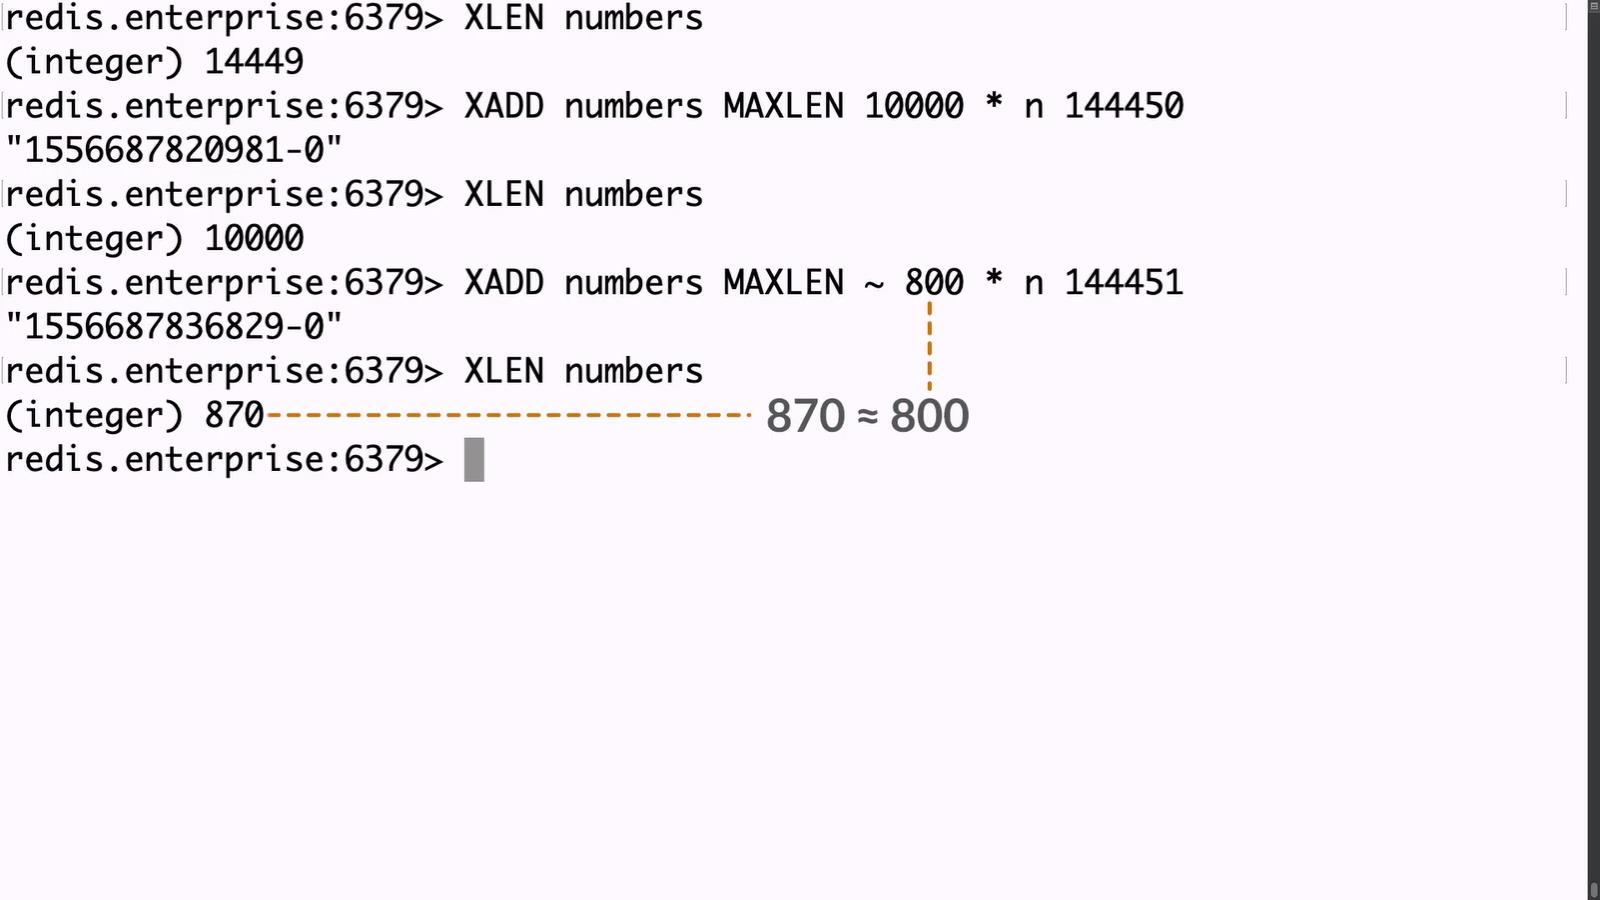 redis.enterprise:6379> XLEN numbers
(integer) 14449
redis.enterprise:6379> XADD numbers MAXLEN 10000 * n 144450
"1556687820981-0"
redis.enterprise:6379> XLEN numbers
(integer) 10000
redis.enterprise:6379> XADD numbers MAXLEN ~ 800 * n 144451
"1556687836829-0"
redis.enterprise:6379> XLEN numbers
(integer) 870 870 ≈ 800
redis.enterprise:6379>